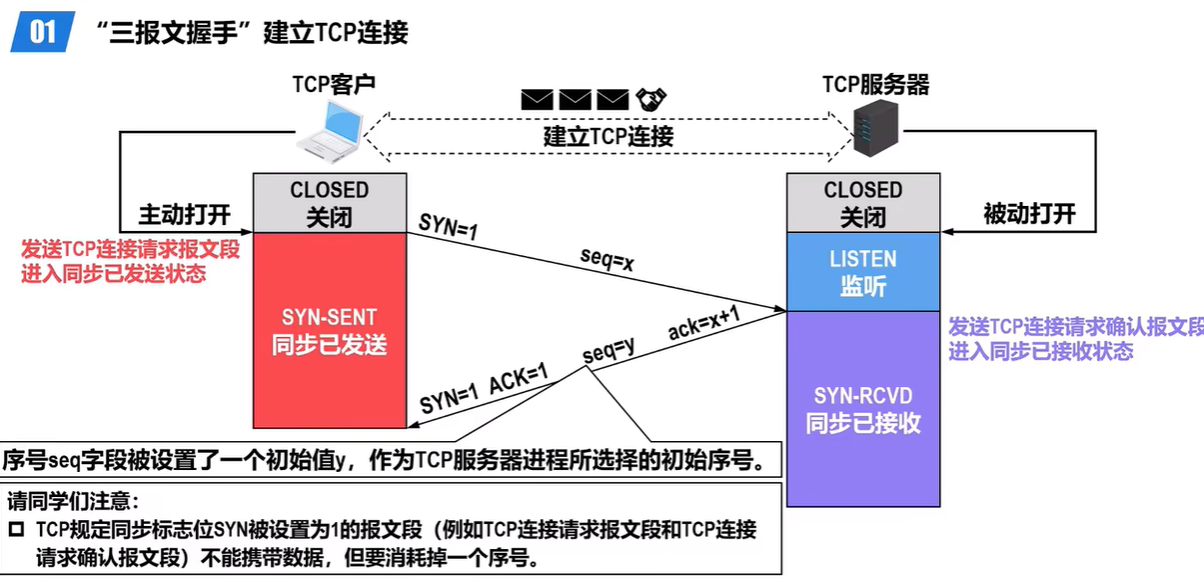 01 “三报文握手”建立TCP连接
TCP客户
TCP服务器
建立TCP连接
CLOSED
关闭
CLOSED
关闭
主动打开
被动打开
发送TCP连接请求报文段
进入同步已发送状态
SYN=1
seq=x
LISTEN
监听
SYN-SENT
同步已发送
ack=x+1
seq=y
SYN=1 ACK=1
发送TCP连接请求确认报文段
进入同步已接收状态
SYN-RCVD
同步已接收
序号seq字段被设置了一个初始值y，作为TCP服务器进程所选择的初始序号。
请同学们注意：
TCP规定同步标志位SYN被设置为1的报文段（例如TCP连接请求报文段和TCP连接
请求确认报文段）不能携带数据，但要消耗掉一个序号。